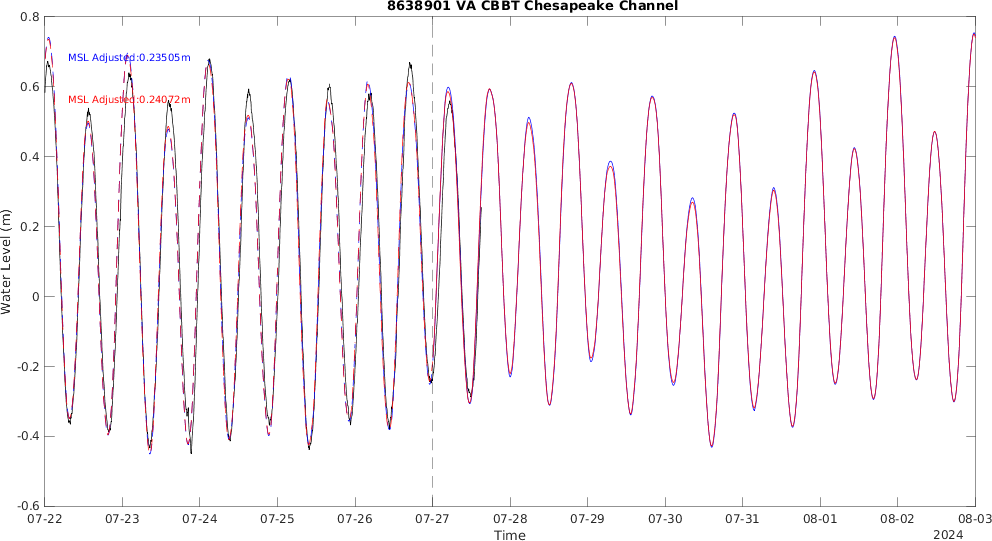 8638901 VA CBBT Chesapeake Channel
Water Level (m)
0.8
0.6
0.4
0.2
0
-0.2
-0.4
-0.6
MSL Adjusted:0.23505m
MSL Adjusted:0.24072m
07-22 07-23 07-24 07-25 07-26 07-27 07-28 07-29 07-30 07-31 08-01 08-02 08-03
Time
2024